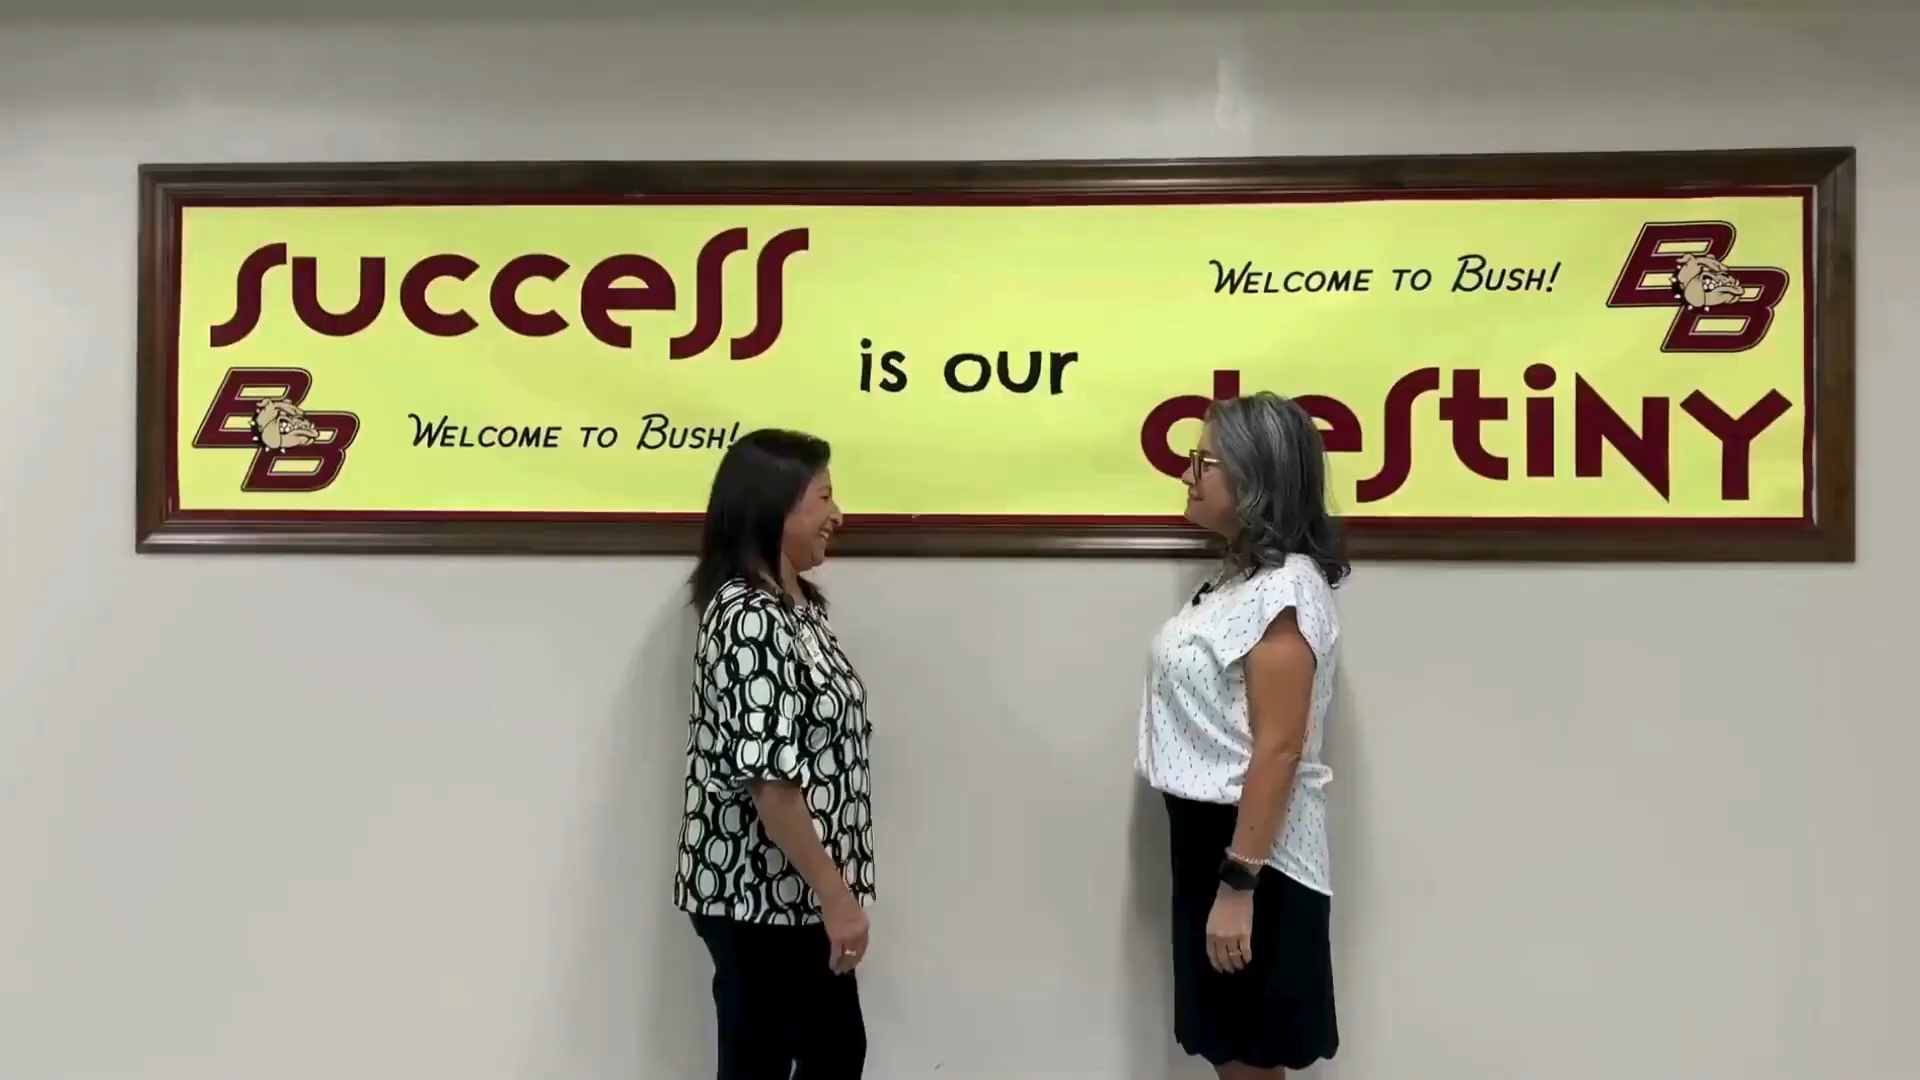 Success
is our
destiNY
WELCOME TO BUSH!
BB
BB
WELCOME TO BUSH!